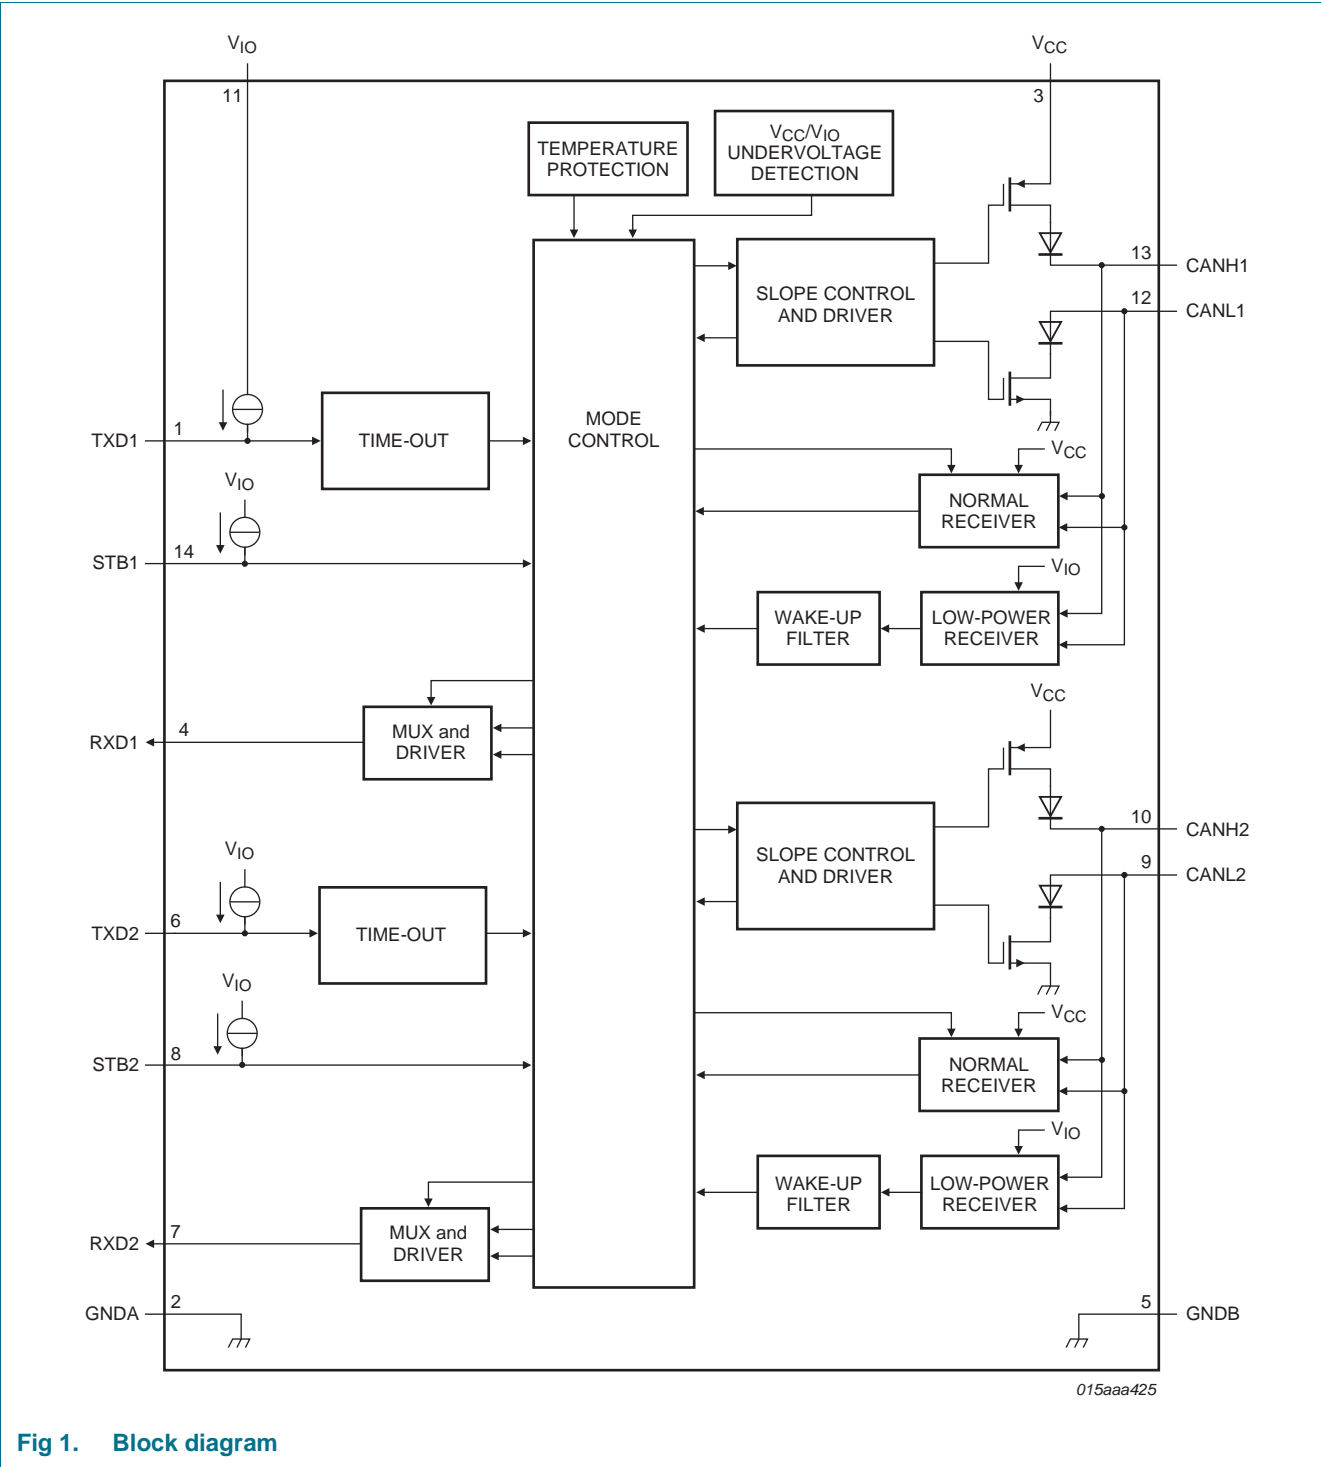 VIO
VCC
11
3
TEMPERATURE
PROTECTION
VCC/VIO
UNDERVOLTAGE
DETECTION
13
CANH1
SLOPE CONTROL
AND DRIVER
12
CANL1
MODE
CONTROL
TXD1
1
TIME-OUT
VCC
VIO
NORMAL
RECEIVER
STB1
14
VIO
WAKE-UP
FILTER
LOW-POWER
RECEIVER
VCC
RXD1
4
MUX and
DRIVER
10
CANH2
VIO
SLOPE CONTROL
AND DRIVER
9
CANL2
TXD2
6
TIME-OUT
VIO
VCC
STB2
8
NORMAL
RECEIVER
VIO
WAKE-UP
FILTER
LOW-POWER
RECEIVER
RXD2
7
MUX and
DRIVER
GNDA
2
5
GNDB
015aaa425
Fig 1. Block diagram